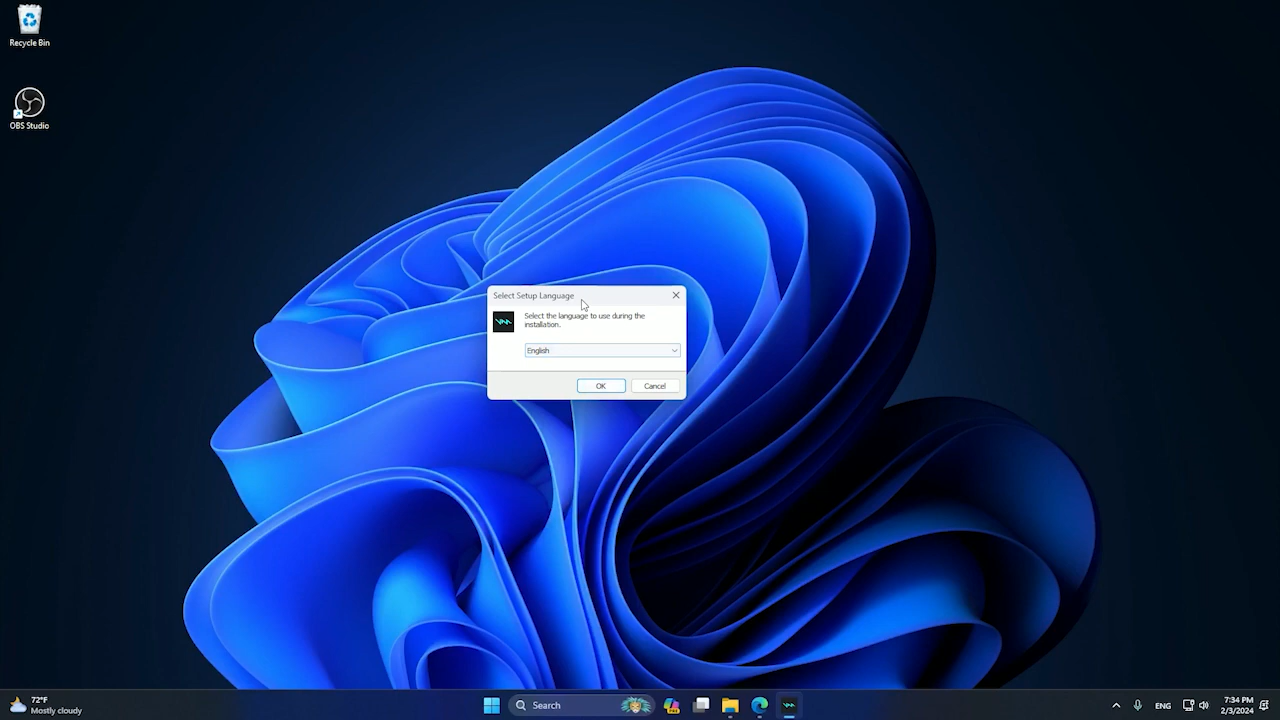 Recycle Bin
OBS Studio
Select Setup Language
Select the language to use during the
installation.
English
OK
Cancel
72°F
Mostly cloudy
Search
ENG
7:34 PM
2/3/2024